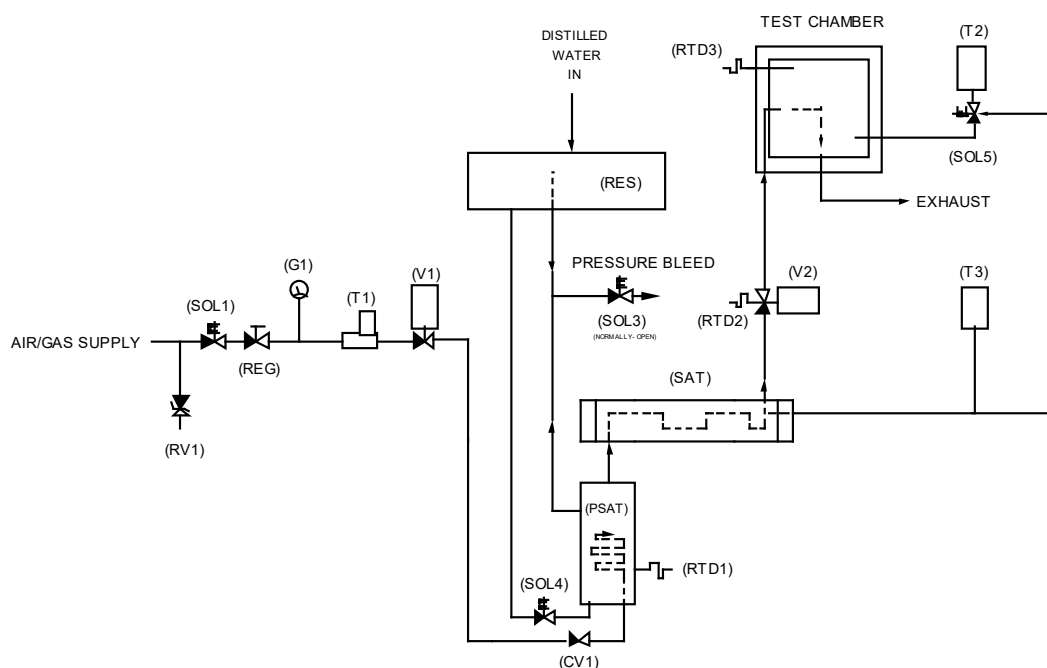 TEST CHAMBER
(T2)
DISTILLED
WATER
IN
(RTD3)
(SOL5)
(RES)
EXHAUST
(G1)
(V1)
PRESSURE BLEED
(V2)
(T3)
(SOL1)
(T1)
(SOL3)
(NORMALLY- OPEN)
(RTD2)
AIR/GAS SUPPLY
(REG)
(SAT)
(RV1)
(PSAT)
(RTD1)
(SOL4)
(CV1)